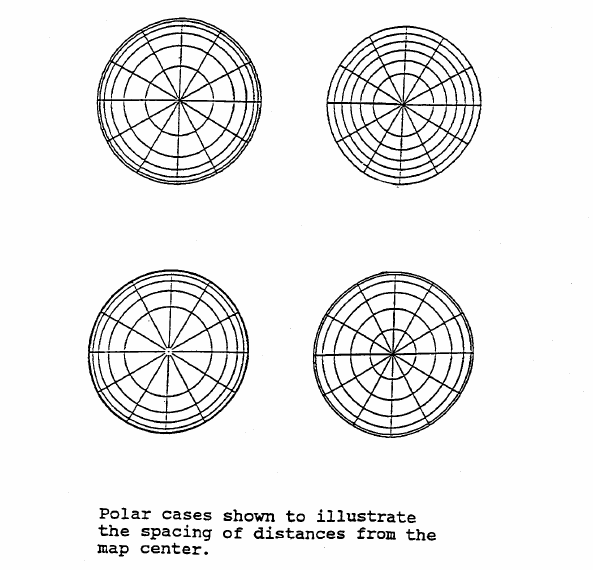 Polar cases shown to illustrate
the spacing of distances from the
map center.